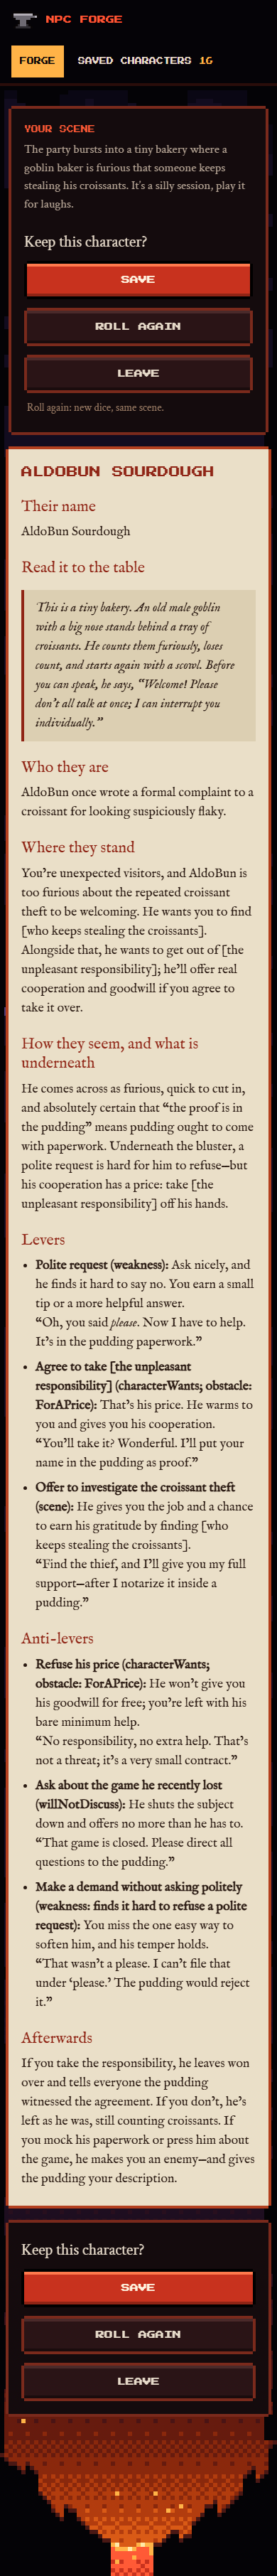 NPC FORGE
FORGE
SAVED CHARACTERS 16
YOUR SCENE
The party bursts into a tiny bakery where a
goblin baker is furious that someone keeps
stealing his croissants. It's a silly session, play it
for laughs.
Keep this character?
SAVE
ROLL AGAIN
LEAVE
Roll again: new dice, same scene.
ALDOBUN SOURDOUGH
Their name
AldoBun Sourdough
Read it to the table
This is a tiny bakery. An old male goblin
with a big nose stands behind a tray of
croissants. He counts them furiously, loses
count, and starts again with a scowl. Before
you can speak, he says, “Welcome! Please
don't all talk at once; I can interrupt you
individually.”
Who they are
AldoBun once wrote a formal complaint to a
croissant for looking suspiciously flaky.
Where they stand
You're unexpected visitors, and AldoBun is
too furious about the repeated croissant
theft to be welcoming. He wants you to find
[who keeps stealing the croissants].
Alongside that, he wants to get out of [the
unpleasant responsibility]; he'll offer real
cooperation and goodwill if you agree to
take it over.
How they seem, and what is
underneath
He comes across as furious, quick to cut in,
and absolutely certain that “the proof is in
the pudding” means pudding ought to come
with paperwork. Underneath the bluster, a
polite request is hard for him to refuse—but
his cooperation has a price: take [the
unpleasant responsibility] off his hands.
Levers
• Polite request (weakness): Ask nicely, and
he finds it hard to say no. You earn a small
tip or a more helpful answer.
“Oh, you said please. Now I have to help.
It's in the pudding paperwork.”
• Agree to take [the unpleasant
responsibility] (characterWants; obstacle:
ForAPrice): That's his price. He warms to
you and gives you his cooperation.
“You'll take it? Wonderful. I'll put your
name in the pudding as proof.”
• Offer to investigate the croissant theft
(scene): He gives you the job and a chance
to earn his gratitude by finding [who
keeps stealing the croissants].
“Find the thief, and I'll give you my full
support—after I notarize it inside a
pudding.”
Anti-levers
• Refuse his price (characterWants;
obstacle: ForAPrice): He won't give you
his goodwill for free; you're left with his
bare minimum help.
“No responsibility, no extra help. That's
not a threat; it's a very small contract.”
• Ask about the game he recently lost
(willNotDiscuss): He shuts the subject
down and offers no more than he has to.
“That game is closed. Please direct all
questions to the pudding.”
• Make a demand without asking politely
(weakness: finds it hard to refuse a polite
request): You miss the one easy way to
soften him, and his temper holds.
“That wasn't a please. I can't file that
under ‘please.’ The pudding would reject
it.”
Afterwards
If you take the responsibility, he leaves won
over and tells everyone the pudding
witnessed the agreement. If you don't, he's
left as he was, still counting croissants. If
you mock his paperwork or press him about
the game, he makes you an enemy—and gives
the pudding your description.
Keep this character?
SAVE
ROLL AGAIN
LEAVE